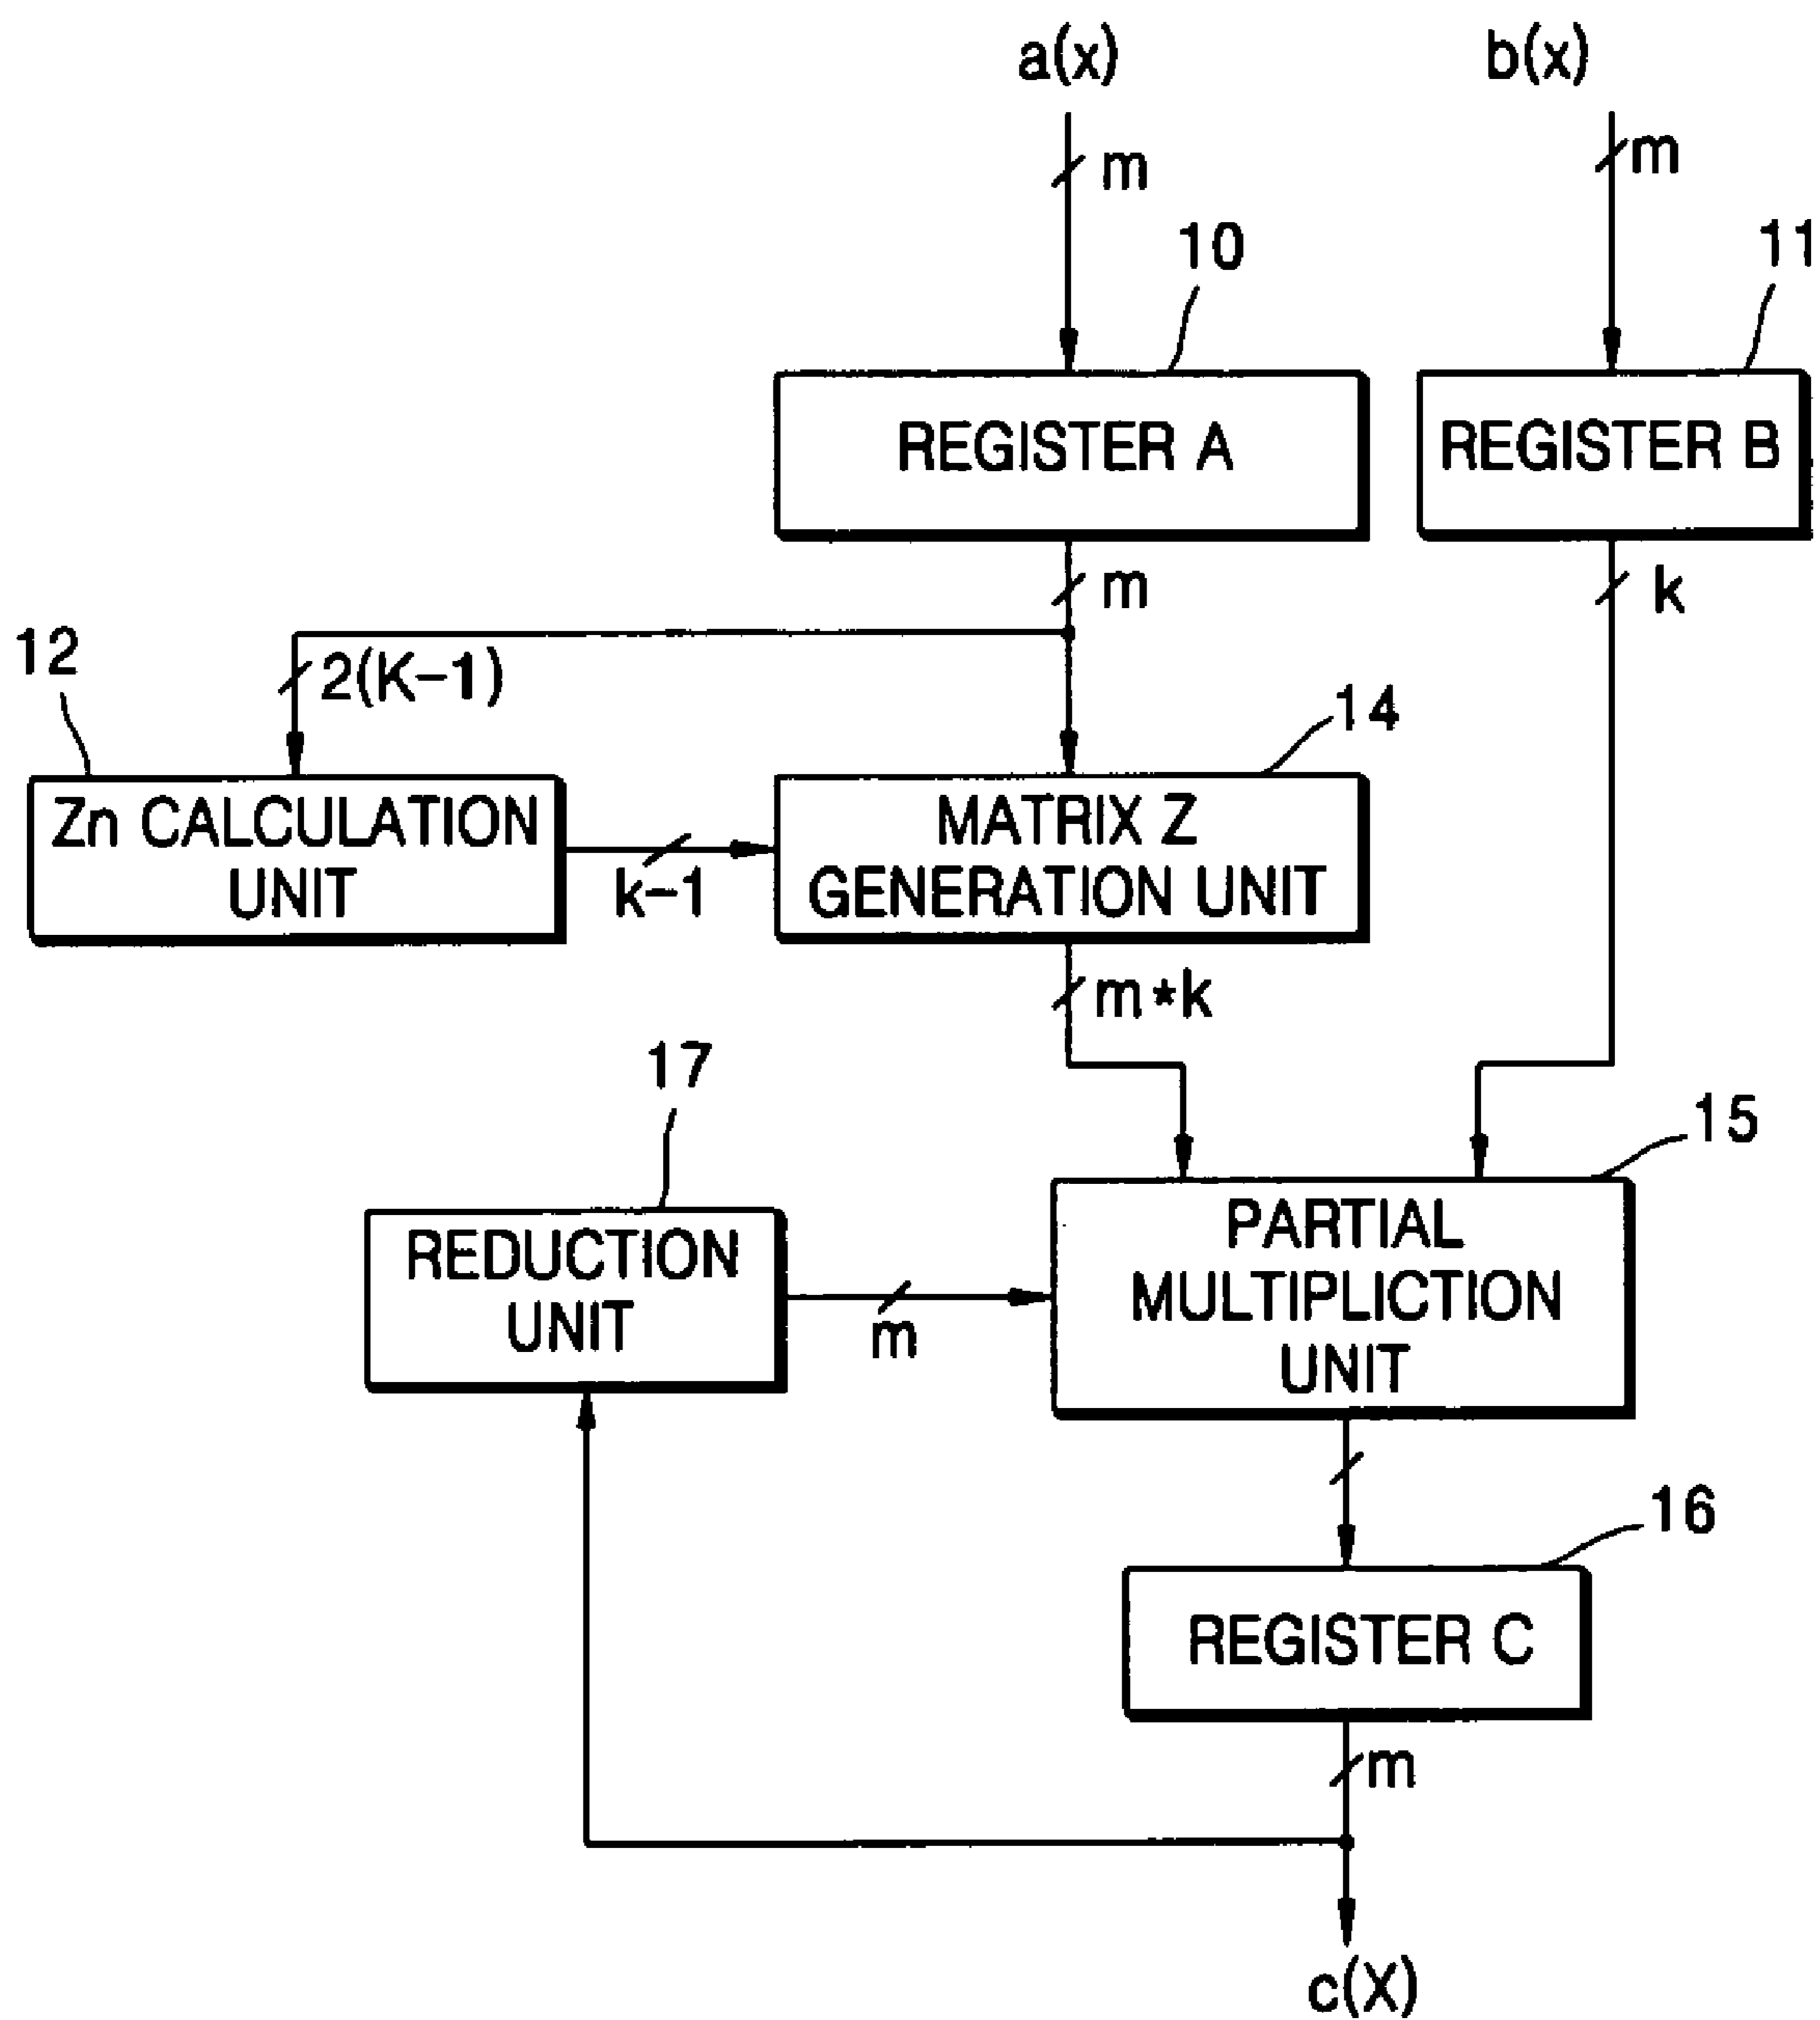 a(x)
b(x)
m
m
10
11
REGISTER A
REGISTER B
m
k
12
2(K-1)
14
Zn CALCULATION
UNIT
k-1
MATRIX Z
GENERATION UNIT
m*k
17
15
REDUCTION
UNIT
m
PARTIAL
MULTIPLICTION
UNIT
16
REGISTER C
m
c(X)